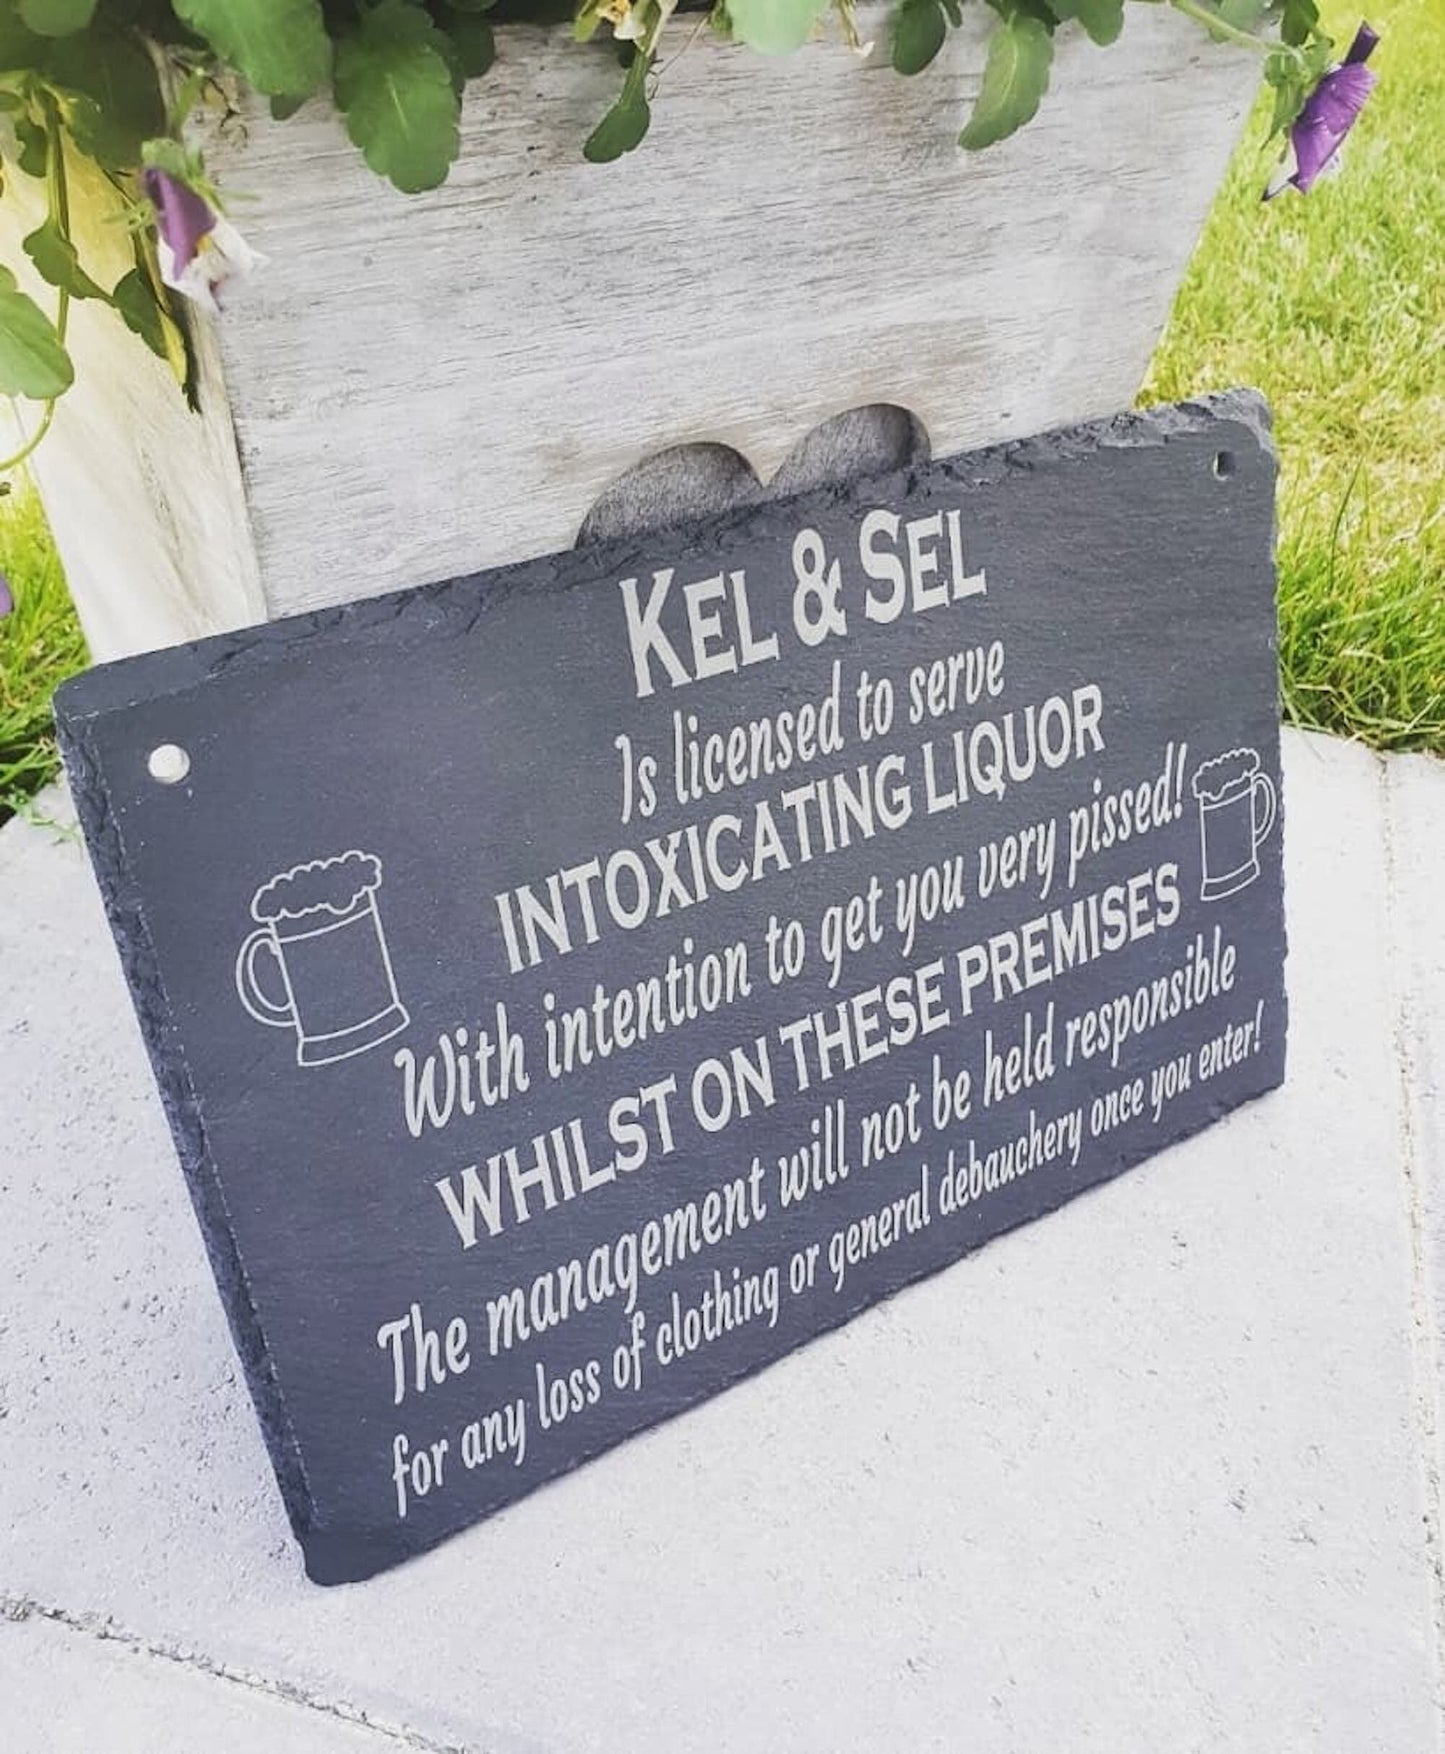 KEL & SEL
Is licensed to serve
INTOXICATING LIQUOR
With intention to get you very pissed!
WHILST ON THESE PREMISES
The management will not be held responsible
for any loss of clothing or general debauchery once you enter!